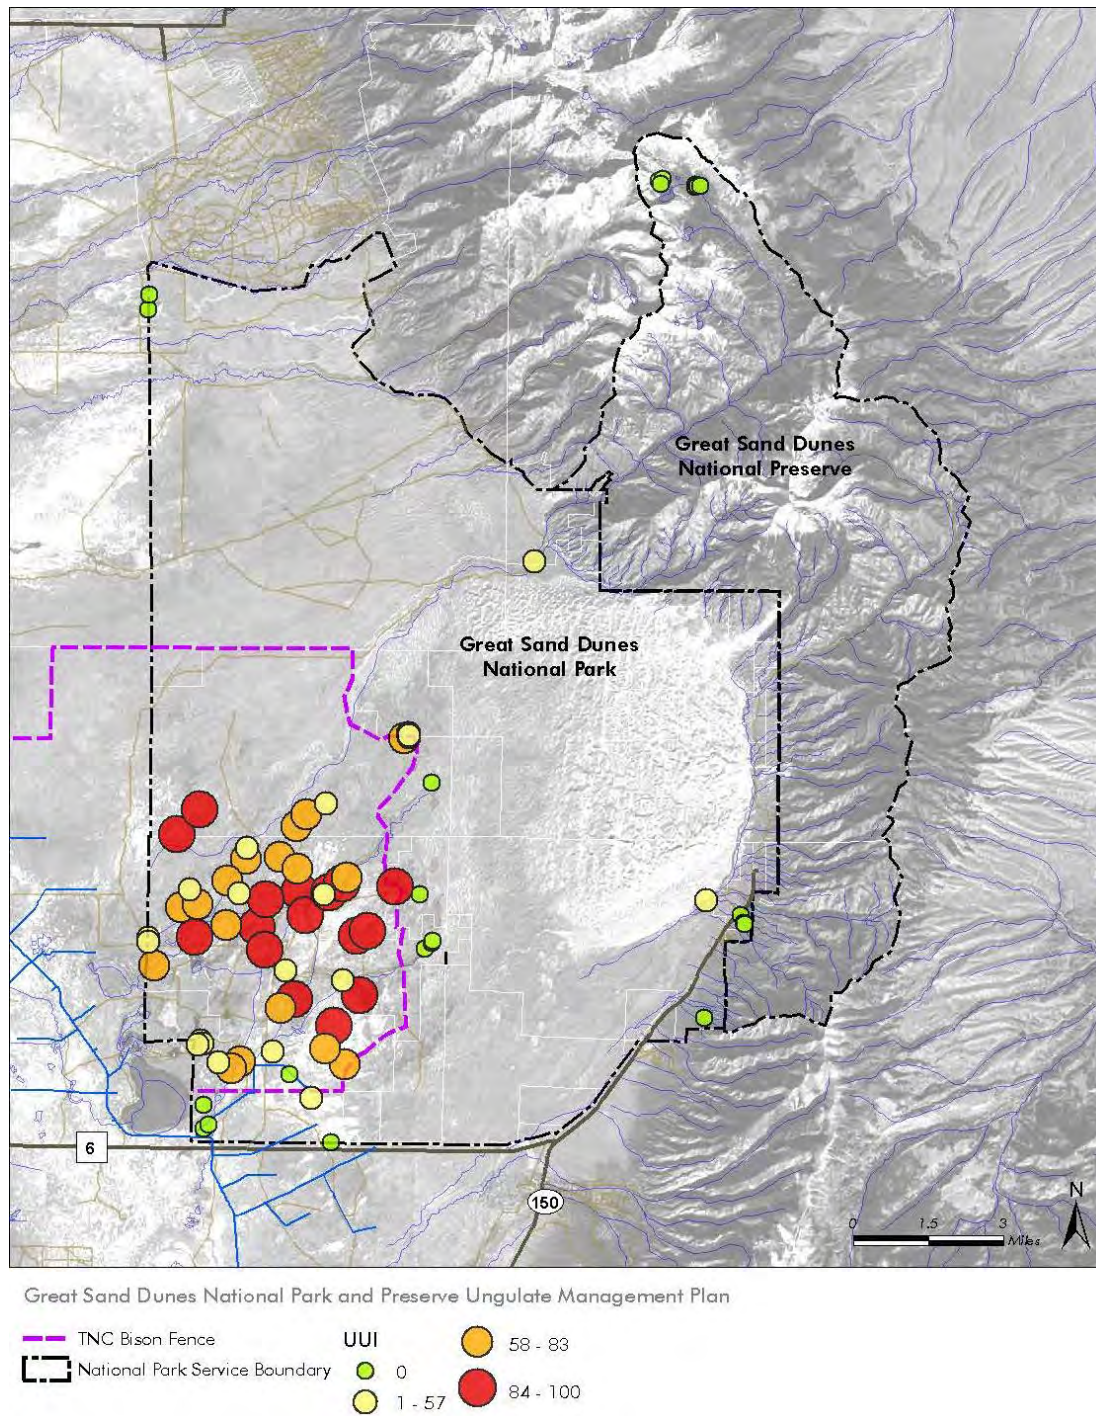 Great Sand Dunes
National Preserve
Great Sand Dunes
National Park
6
150
N
0 1.5 3
Miles
Great Sand Dunes National Park and Preserve Ungulate Management Plan
TNC Bison Fence
National Park Service Boundary
UUI
0
1 - 57
58 - 83
84 - 100